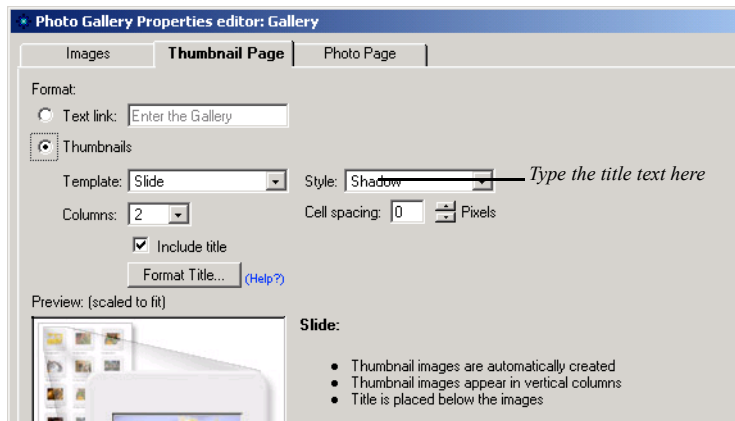 Photo Gallery Properties editor: Gallery
Images Thumbnail Page Photo Page
Format:
Text link: Enter the Gallery
Thumbnails
Template: Slide Style: Shadow Type the title text here
Columns: 2 Cell spacing: 0 Pixels
Include title
Format Title... (Help?)
Preview: (scaled to fit)
Slide:
Thumbnail images are automatically created
Thumbnail images appear in vertical columns
Title is placed below the images